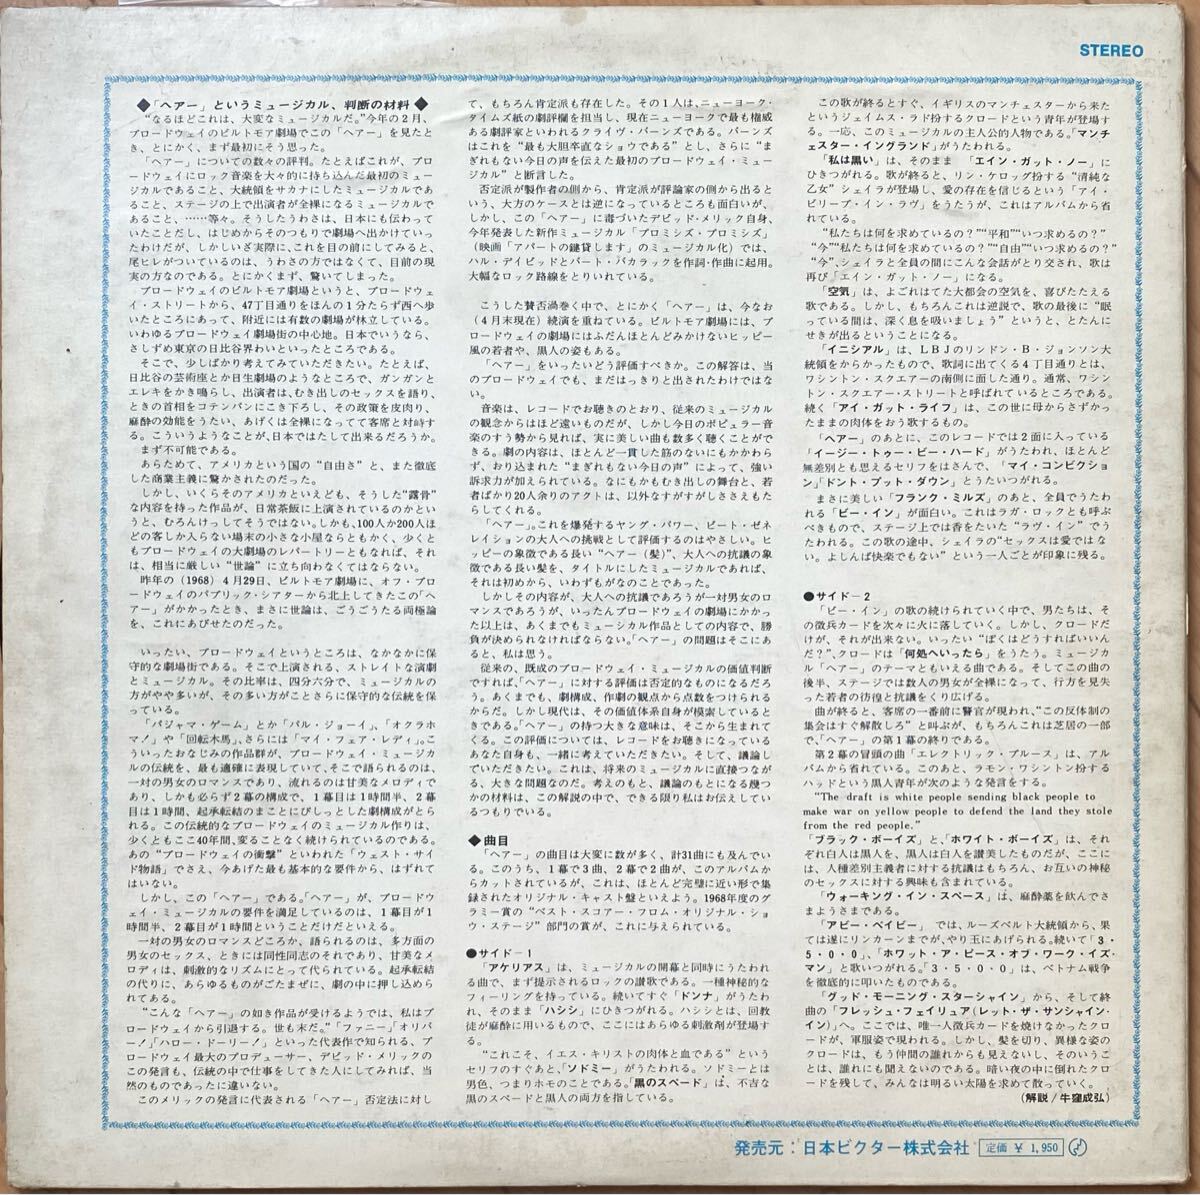 STEREO
◆「ヘアー」というミュージカル、判断の材料◆
“なるほどこれは、大変なミュージカルだ。”今年の2月、
ブロードウェイのビルトモア劇場でこの「ヘアー」を見たと
き、とにかく、まず最初にそう思った。
「ヘアー」についての数々の評判。たとえばこれが、ブロ
ードウェイにロック音楽を大々的に持ち込んだ最初のミュー
ジカルであること、大統領をサカナにしたミュージカルであ
ること、ステージの上で出演者が全裸になるミュージカルで
あること、……等々。そうしたうわさは、日本にも伝わって
いたことだし、はじめからそのつもりで劇場へ出かけていっ
たわけだが、しかしいざ実際に、これを目の前にしてみると、
尾ヒレがついているのは、うわさの方ではなくて、目前の現
実の方なのである。とにかくまず、驚いてしまった。
ブロードウェイのビルトモア劇場というと、ブロードウェ
イ・ストリートから、47丁目通りをほんの1分たらず西へ歩
いたところにあって、附近には有数の劇場が林立している。
いわゆるブロードウェイ劇場街の中心地。日本でいうなら、
さしずめ東京の日比谷界わいといったところである。
そこで、少しばかり考えてみていただきたい。たとえば、
日比谷の芸術座とか日生劇場のようなところで、ガンガンと
エレキをかき鳴らし、出演者は、むき出しのセックスを語り、
ときの首相をコテンパンにこき下ろし、その政策を皮肉り、
麻酔の効能をうたい、あげくは全裸になってて客席と対峙す
る。こういうようなことが、日本ではたして出来るだろうか。
まず不可能である。
あらためて、アメリカという国の“自由さ”と、また徹底
した商業主義に驚かされたのだった。
しかし、いくらそのアメリカといえども、そうした“露骨”
な内容を持った作品が、日常茶飯に上演されているのかとい
うと、むろんけっしてそうではない。しかも、100人か200人ほ
どの客しか入らない場末の小さな小屋ならともかく、少くと
もブロードウェイの大劇場のレパートリーともなれば、それ
は、相当に厳しい“世論”に立ち向わなくてはならない。
昨年の（1968）4月29日、ビルトモア劇場に、オフ・ブロ
ードウェイのパブリック・シアターから北上してきたこの「ヘ
アー」がかかったとき、まさに世論は、ごうごうたる両極論
を、これにあびせたのだった。
いったい、ブロードウェイというところは、なかなかに保
守的な劇場街である。そこで上演される、ストレイトな演劇
とミュージカル。その比率は、四分六分で、ミュージカルの
方がやや多いが、その多い方がことさらに保守的な伝統を保
っている。
「パジャマ・ゲーム」とか「パル・ジョーイ」、「オクラホ
マ!」や「回転木馬」、さらには「マイ・フェア・レディ」。こ
ういったおなじみの作品群が、ブロードウェイ・ミュージカ
ルの伝統を、最も適確に表現していて、そこで語られるのは、
一対の男女のロマンスであり、流れるのは甘美なメロディで
あり、しかも必らず2幕の構成で、1幕目は1時間半、2幕
目は1時間、起承転結のまことにぴしっとした劇構成がとら
れる。この伝統的なブロードウェイのミュージカル作りは、
少くともここ40年間、変ることなく続けられているのである。
あの“ブロードウェイの衝撃”といわれた「ウェスト・サイ
ド物語」でさえ、今あげた最も基本的な要件からは、はずれて
はいない。
しかし、この「ヘアー」である。「ヘアー」が、ブロードウ
ェイ・ミュージカルの要件を満足しているのは、1幕目が1
時間半、2幕目が1時間ということだけだといえる。
一対の男女のロマンスどころか、語られるのは、多方面の
男女のセックス、ときには同性同志のそれであり、甘美なメ
ロディは、刺激的なリズムにとって代られている。起承転結
の代りに、あらゆるものがごたまぜに、劇の中に押し込めら
れてある。
“こんな「ヘアー」の如き作品が受けるようでは、私はブ
ロードウェイから引退する。世も末だ。”「ファニー」「オリバ
ー!」「ハロー・ドーリー!」といった代表作で知られる、ブ
ロードウェイ最大のプロデューサー、デビッド・メリックの
この発言も、伝統の中で仕事をしてきた人にしてみれば、当
然のものであったに違いない。
このメリックの発言に代表される「ヘアー」否定法に対し
て、もちろん肯定派も存在した。その1人は、ニューヨーク・
タイムズ紙の劇評欄を担当し、現在ニューヨークで最も権威
ある劇評家といわれるクライヴ・バーンズである。バーンズ
はこれを“最も大胆卒直なショウである”とし、さらに“ま
ぎれもない今日の声を伝えた最初のブロードウェイ・ミュー
ジカル”と断言した。
否定派が製作者の側から、肯定派が評論家の側から出ると
いう、大方のケースとは逆になっているところも面白いが、
しかし、この「ヘアー」に毒づいたデビッド・メリック自身、
今年発表した新作ミュージカル「プロミシズ・プロミシズ」
（映画「アパートの鍵貸します」のミュージカル化）では、
ハル・デイビッドとバート・バカラックを作詞・作曲に起用。
大幅なロック路線をとりいれている。
こうした賛否渦巻く中で、とにかく「ヘアー」は、今なお
（4月末現在）続演を重ねている。ビルトモア劇場には、ブ
ロードウェイの劇場にはふだんほとんどみかけないヒッピー
風の若者や、黒人の姿もある。
「ヘアー」をいったいどう評価すべきか。この解答は、当
のブロードウェイでも、まだはっきりと出されたわけではな
い。
音楽は、レコードでお聴きのとおり、従来のミュージカル
の観念からはほど遠いものだが、しかし今日のポピュラー音
楽のすう勢から見れば、実に美しい曲も数多く聴くことがで
きる。劇の内容は、ほとんど一貫した筋のないにもかかわら
ず、おり込まれた“まぎれもない今日の声”によって、強い
訴求力が加えられている。なにもかもむき出しの舞台と、若
者ばかり20人余りのアクトは、以外なすがすがしささえもた
らしてくれる。
「ヘアー」。これを爆発するヤング・パワー、ビート・ゼネ
レイションの大人への挑戦として評価するのはやさしい。ヒ
ッピーの象徴である長い“ヘアー（髪）”、大人への抗議の象
徴である長い髪を、タイトルにしたミュージカルであれば、
それは初めから、いわずもがなのことであった。
しかしその内容が、大人への抗議であろうが一対男女のロ
マンスであろうが、いったんブロードウェイの劇場にかかっ
た以上は、あくまでもミューシカル作品としての内容で、勝
負が決められなければならない。「ヘアー」の問題はそこにあ
ると、私は思う。
従来の、既成のブロードウェイ・ミュージカルの価値判断
ですれば、「ヘアー」に対する評価は否定的なものになるだろ
う。あくまでも、劇構成、作劇の観点から点数をつけられる
からだ。しかし現代は、その価値体系自身が模索しているとき
である。「ヘアー」の持つ大きな意味は、そこから生まれて
くる。この評価については、レコードをお聴きになっている
あなた自身も、一緒に考えていただきたい。そして、議論し
ていただきたい。これは、将来のミュージカルに直接つなが
る、大きな問題なのだ。考えのもと、議論のもとになる幾つ
かの材料は、この解説の中で、できる限り私はお伝えしてい
るつもりでいる。
◆曲目
「ヘアー」の曲目は大変に数が多く、計31曲にも及んでい
る。このうち、1幕で3曲、2幕で2曲が、このアルバムか
らカットされているが、これは、ほとんど完璧に近い形で集
録されたオリジナル・キャスト盤といえよう。1968年度のグ
ラミー賞の“ベスト・スコアー・フロム・オリジナル・ショ
ウ・ステージ”部門の賞が、これに与えられている。
●サイド−1
「アケリアス」は、ミュージカルの開幕と同時にうたわれ
る曲で、まず提示されるロックの讃歌である。一種神秘的な
フィーリングを持っている。続いてすぐ「ドンナ」がうたわ
れ、そのまま「ハシシ」にひきつがれる。ハシシとは、回教
徒が麻酔に用いるもので、ここにはあらゆる刺激剤が登場す
る。
“これこそ、イエス・キリストの肉体と血である”という
セリフのすぐあと、「ソドミー」がうたわれる。ソドミーとは
男色、つまりホモのことである。「黒のスペード」は、不吉な
黒のスペードと黒人の両方を指している。
この歌が終るとすぐ、イギリスのマンチェスターから来た
というジェイムス・ラド扮するクロードという青年が登場す
る。一応、このミュージカルの主人公的人物である。「マンチ
ェスター・イングランド」がうたわれる。
「私は黒い」は、そのまま「エイン・ガット・ノー」に
ひきつがれる。歌が終ると、リン・ケロッグ扮する“清純な
乙女”シェイラが登場し、愛の存在を信じるという「アイ・
ビリーブ・イン・ラヴ」をうたうが、これはアルバムから省
れている。
“私たちは何を求めているの？”“平和”“いつ求めるの？”
“今”“私たちは何を求めているの？”“自由”“いつ求めるの？”
“今”、シェイラと全員の間にこんな会話がとり交され、歌は
再び「エイン・ガット・ノー」になる。
「空気」は、よごれはてた大都会の空気を、喜びたたえる
歌である。しかし、もちろんこれは逆説で、歌の最後に“眠
っている間は、深く息を吸いましょう”というと、とたんに
せきが出るということになる。
「イニシアル」は、LBJのリンドン・B・ジョンソン大
統領をからかったもので、歌詞に出てくる4丁目通りとは、
ワシントン・スクエアーの南側に面した通り。通常、ワシン
トン・スクエアー・ストリートと呼ばれているところである。
続く「アイ・ガット・ライフ」は、この世に母からさずかっ
たままの肉体をおう歌するもの。
「ヘアー」のあとに、このレコードでは2面に入っている
「イージー・トゥー・ビー・ハード」がうたわれ、ほとんど
無差別とも思えるセリフをはさんで、「マイ・コンビクショ
ン」「ドント・プット・ダウン」とうたいつがれる。
まさに美しい「フランク・ミルズ」のあと、全員でうたわ
れる「ビー・イン」が面白い。これはラガ・ロックとも呼ぶ
べきもので、ステージ上では香をたいた“ラヴ・イン”でう
たわれる。この歌の途中、シェイラの“セックスは愛ではな
い。よしんば快楽でもない”という一人ごとが印象に残る。
●サイド−2
「ビー・イン」の歌の続けられていく中で、男たちは、そ
の徴兵カードを次々に火に落していく。しかし、クロードだ
けが、それが出来ない。いったい“ぼくはどうすればいいん
だ？”、クロードは「何処へいったら」をうたう。ミュージカ
ル「ヘアー」のテーマともいえる曲である。そしてこの曲の
後半、ステージでは数人の男女が全裸になって、行方を見失
った若者の彷徨と抗議をくり広げる。
曲が終ると、客席の一番前に警官が現われ、“この反体制の
集会はすぐ解散しろ”と叫ぶが、もちろんこれは芝居の一部
で、「ヘアー」の第1幕の終りである。
第2幕の冒頭の曲「エレクトリック・ブルース」は、アル
バムから省れている。このあと、ラモン・ワシントン扮する
ハッドという黒人青年が次のような発言をする。
“The draft is white people sending black people to
make war on yellow people to defend the land they stole
from the red people.”
「ブラック・ボーイズ」と、「ホワイト・ボーイズ」は、それ
ぞれ白人は黒人を、黒人は白人を讃美したものだが、ここに
は、人種差別主義者に対する抗議はもちろん、お互いの神秘
のセックスに対する興味も含まれている。
「ウォーキング・イン・スペース」は、麻酔薬を飲んでさ
まようさまである。
「アビー・ベイビー」では、ルーズベルト大統領から、果
ては遂にリンカーンまでが、やり玉にあげられる。続いて「3・
5・0・0」、「ホワット・ア・ピース・オブ・ワーク・イズ・
マン」と歌いつがれる。「3・5・0・0」は、ベトナム戦争
を徹底的に叩いたものである。
「グッド・モーニング・スターシャイン」から、そして終
曲の「フレッシュ・フェイリュア（レット・ザ・サンシャイン・
イン）」へ。ここでは、唯一人徴兵カードを焼けなかったクロ
ードが、軍服姿で現われる。しかし、髪を切り、異様な姿の
クロードは、もう仲間の誰れからも見えないし、そのいうこ
とは、誰れにも聞えないのである。暗い夜の中に倒れたクロ
ードを残して、みんなは明るい太陽を求めて散っていく。
（解説／牛窪成弘）
発売元：日本ビクター株式会社 定価 ￥ 1,950